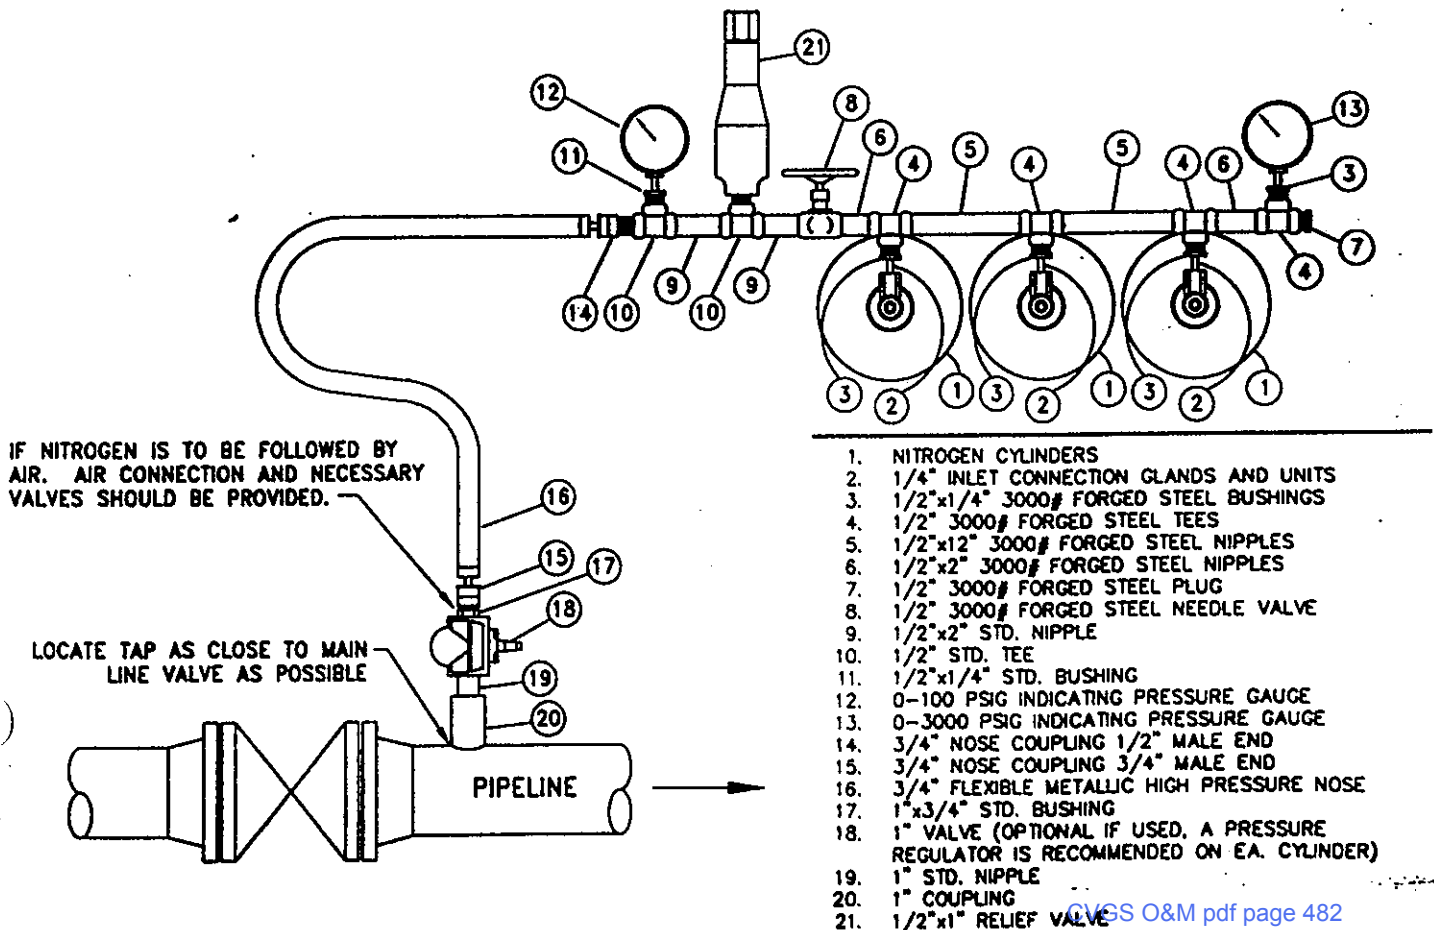 21
12
8
13
6
4
5
4
5
4
6
3
11
7
4
9
9
14
10
10
3
2
1
3
2
1
3
2
1
IF NITROGEN IS TO BE FOLLOWED BY
AIR. AIR CONNECTION AND NECESSARY
VALVES SHOULD BE PROVIDED.
16
15
17
18
LOCATE TAP AS CLOSE TO MAIN
LINE VALVE AS POSSIBLE
19
20
PIPELINE
1. NITROGEN CYLINDERS
2. 1/4" INLET CONNECTION GLANDS AND UNITS
3. 1/2"x1/4" 3000# FORGED STEEL BUSHINGS
4. 1/2" 3000# FORGED STEEL TEES
5. 1/2"x12" 3000# FORGED STEEL NIPPLES
6. 1/2"x2" 3000# FORGED STEEL NIPPLES
7. 1/2" 3000# FORGED STEEL PLUG
8. 1/2" 3000# FORGED STEEL NEEDLE VALVE
9. 1/2"x2" STD. NIPPLE
10. 1/2" STD. TEE
11. 1/2"x1/4" STD. BUSHING
12. 0-100 PSIG INDICATING PRESSURE GAUGE
13. 0-3000 PSIG INDICATING PRESSURE GAUGE
14. 3/4" NOSE COUPLING 1/2" MALE END
15. 3/4" NOSE COUPLING 3/4" MALE END
16. 3/4" FLEXIBLE METALLIC HIGH PRESSURE NOSE
17. 1"x3/4" STD. BUSHING
18. 1" VALVE (OPTIONAL IF USED, A PRESSURE
REGULATOR IS RECOMMENDED ON EA. CYLINDER)
19. 1" STD. NIPPLE
20. 1" COUPLING
21. 1/2"x1" RELIEF VALVE
CVGS O&M pdf page 482